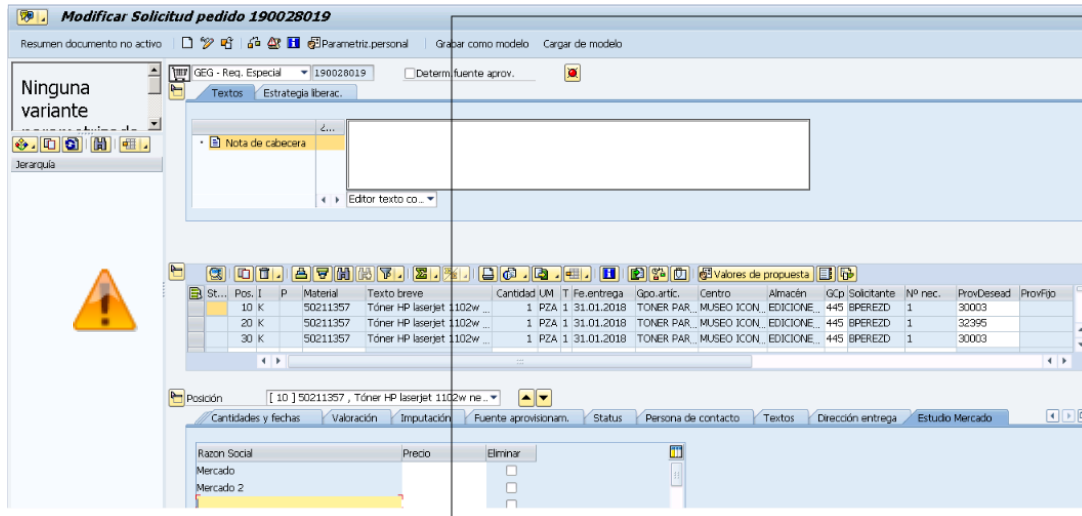 Modificar Solicitud pedido 190028019
Resumen documento no activo Parametriz.personal Grabar como modelo Cargar de modelo
Ninguna
variante
GEG - Req. Especial 190028019 Determ.fuente aprov.
Textos Estrategia liberac.
¿...
Nota de cabecera
Editor texto co...
Jerarquía
Valores de propuesta
St... Pos. I P Material Texto breve Cantidad UM T Fe.entrega Gpo.artíc. Centro Almacén GCp Solicitante Nº nec. ProvDesead ProvFijo
10 K 50211357 Tóner HP laserjet 1102w ... 1 PZA 1 31.01.2018 TONER PAR... MUSEO ICON... EDICIONE... 445 BPEREZD 1 30003
20 K 50211357 Tóner HP laserjet 1102w ... 1 PZA 1 31.01.2018 TONER PAR... MUSEO ICON... EDICIONE... 445 BPEREZD 1 32395
30 K 50211357 Tóner HP laserjet 1102w ... 1 PZA 1 31.01.2018 TONER PAR... MUSEO ICON... EDICIONE... 445 BPEREZD 1 30003
Posición [ 10 ] 50211357 , Tóner HP laserjet 1102w ne...
Cantidades y fechas Valoración Imputación Fuente aprovisionam. Status Persona de contacto Textos Dirección entrega Estudio Mercado
Razon Social Precio Eliminar
Mercado
Mercado 2